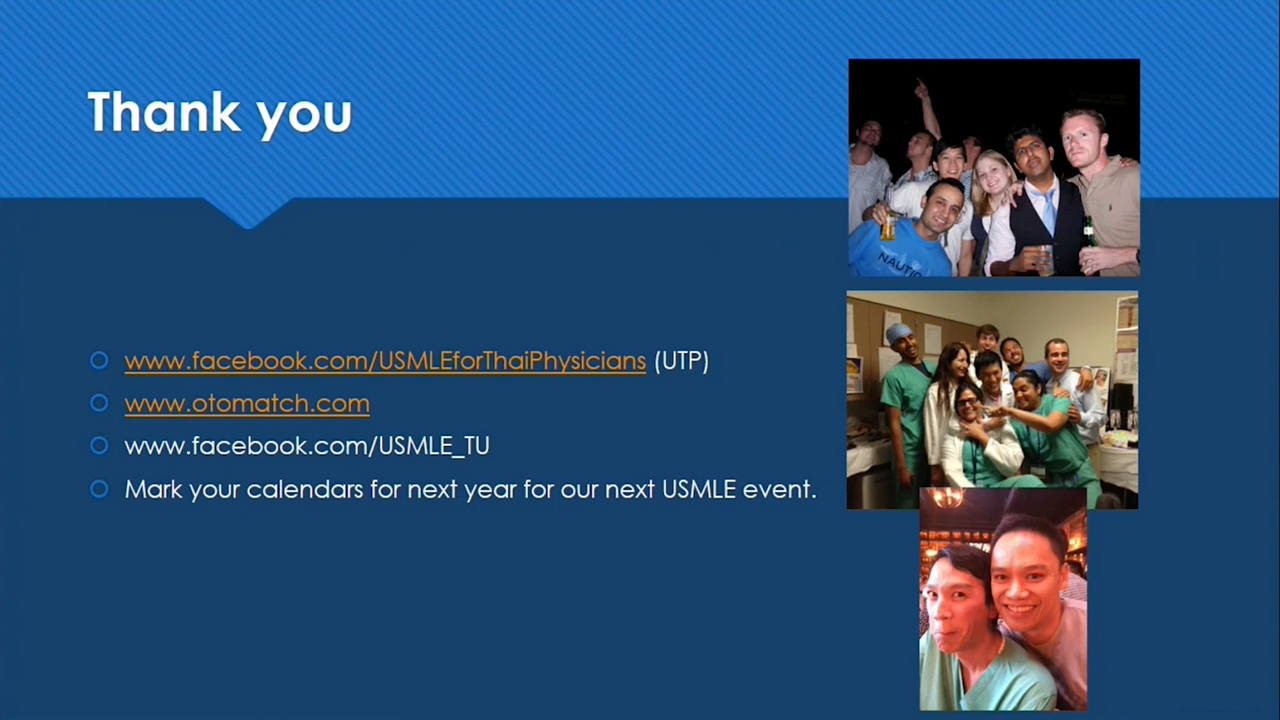 Thank you
www.facebook.com/USMLEforThaiPhysicians (UTP)
www.otomatch.com
www.facebook.com/USMLE_TU
Mark your calendars for next year for our next USMLE event.